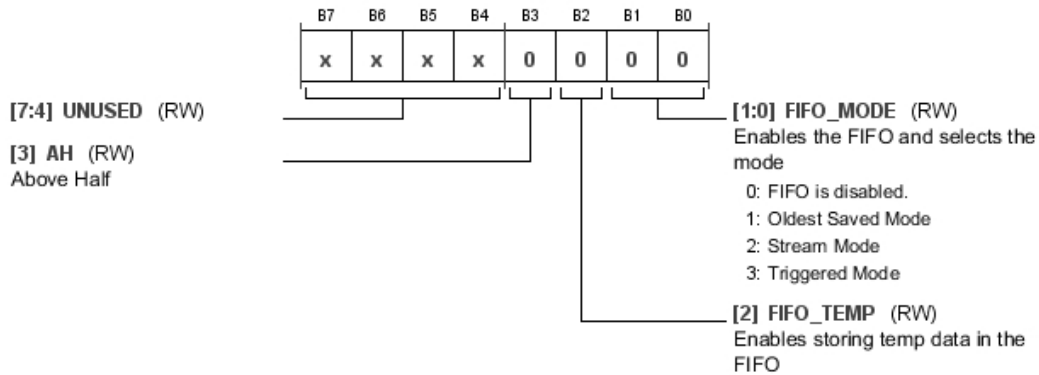 B7 B6 B5 B4 B3 B2 B1 B0
x x x x 0 0 0 0
[7:4] UNUSED (RW)
[3] AH (RW)
Above Half
[1:0] FIFO_MODE (RW)
Enables the FIFO and selects the
mode
0: FIFO is disabled.
1: Oldest Saved Mode
2: Stream Mode
3: Triggered Mode
[2] FIFO_TEMP (RW)
Enables storing temp data in the
FIFO